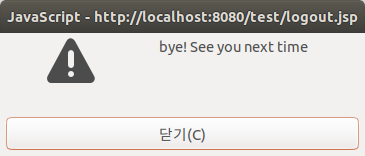 JavaScript - http://localhost:8080/test/logout.jsp
bye! See you next time
닫기(C)